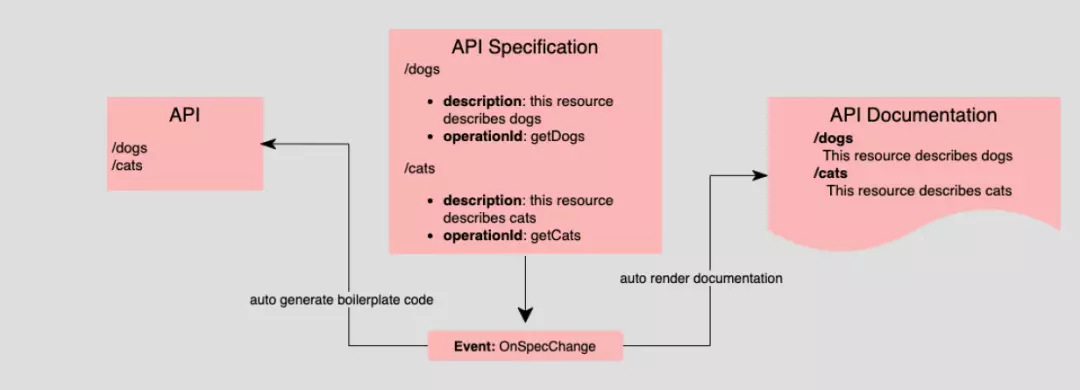 API
/dogs
/cats
API Specification
/dogs
• description: this resource
describes dogs
• operationId: getDogs
/cats
• description: this resource
describes cats
• operationId: getCats
API Documentation
/dogs
This resource describes dogs
/cats
This resource describes cats
auto generate boilerplate code
auto render documentation
Event: OnSpecChange